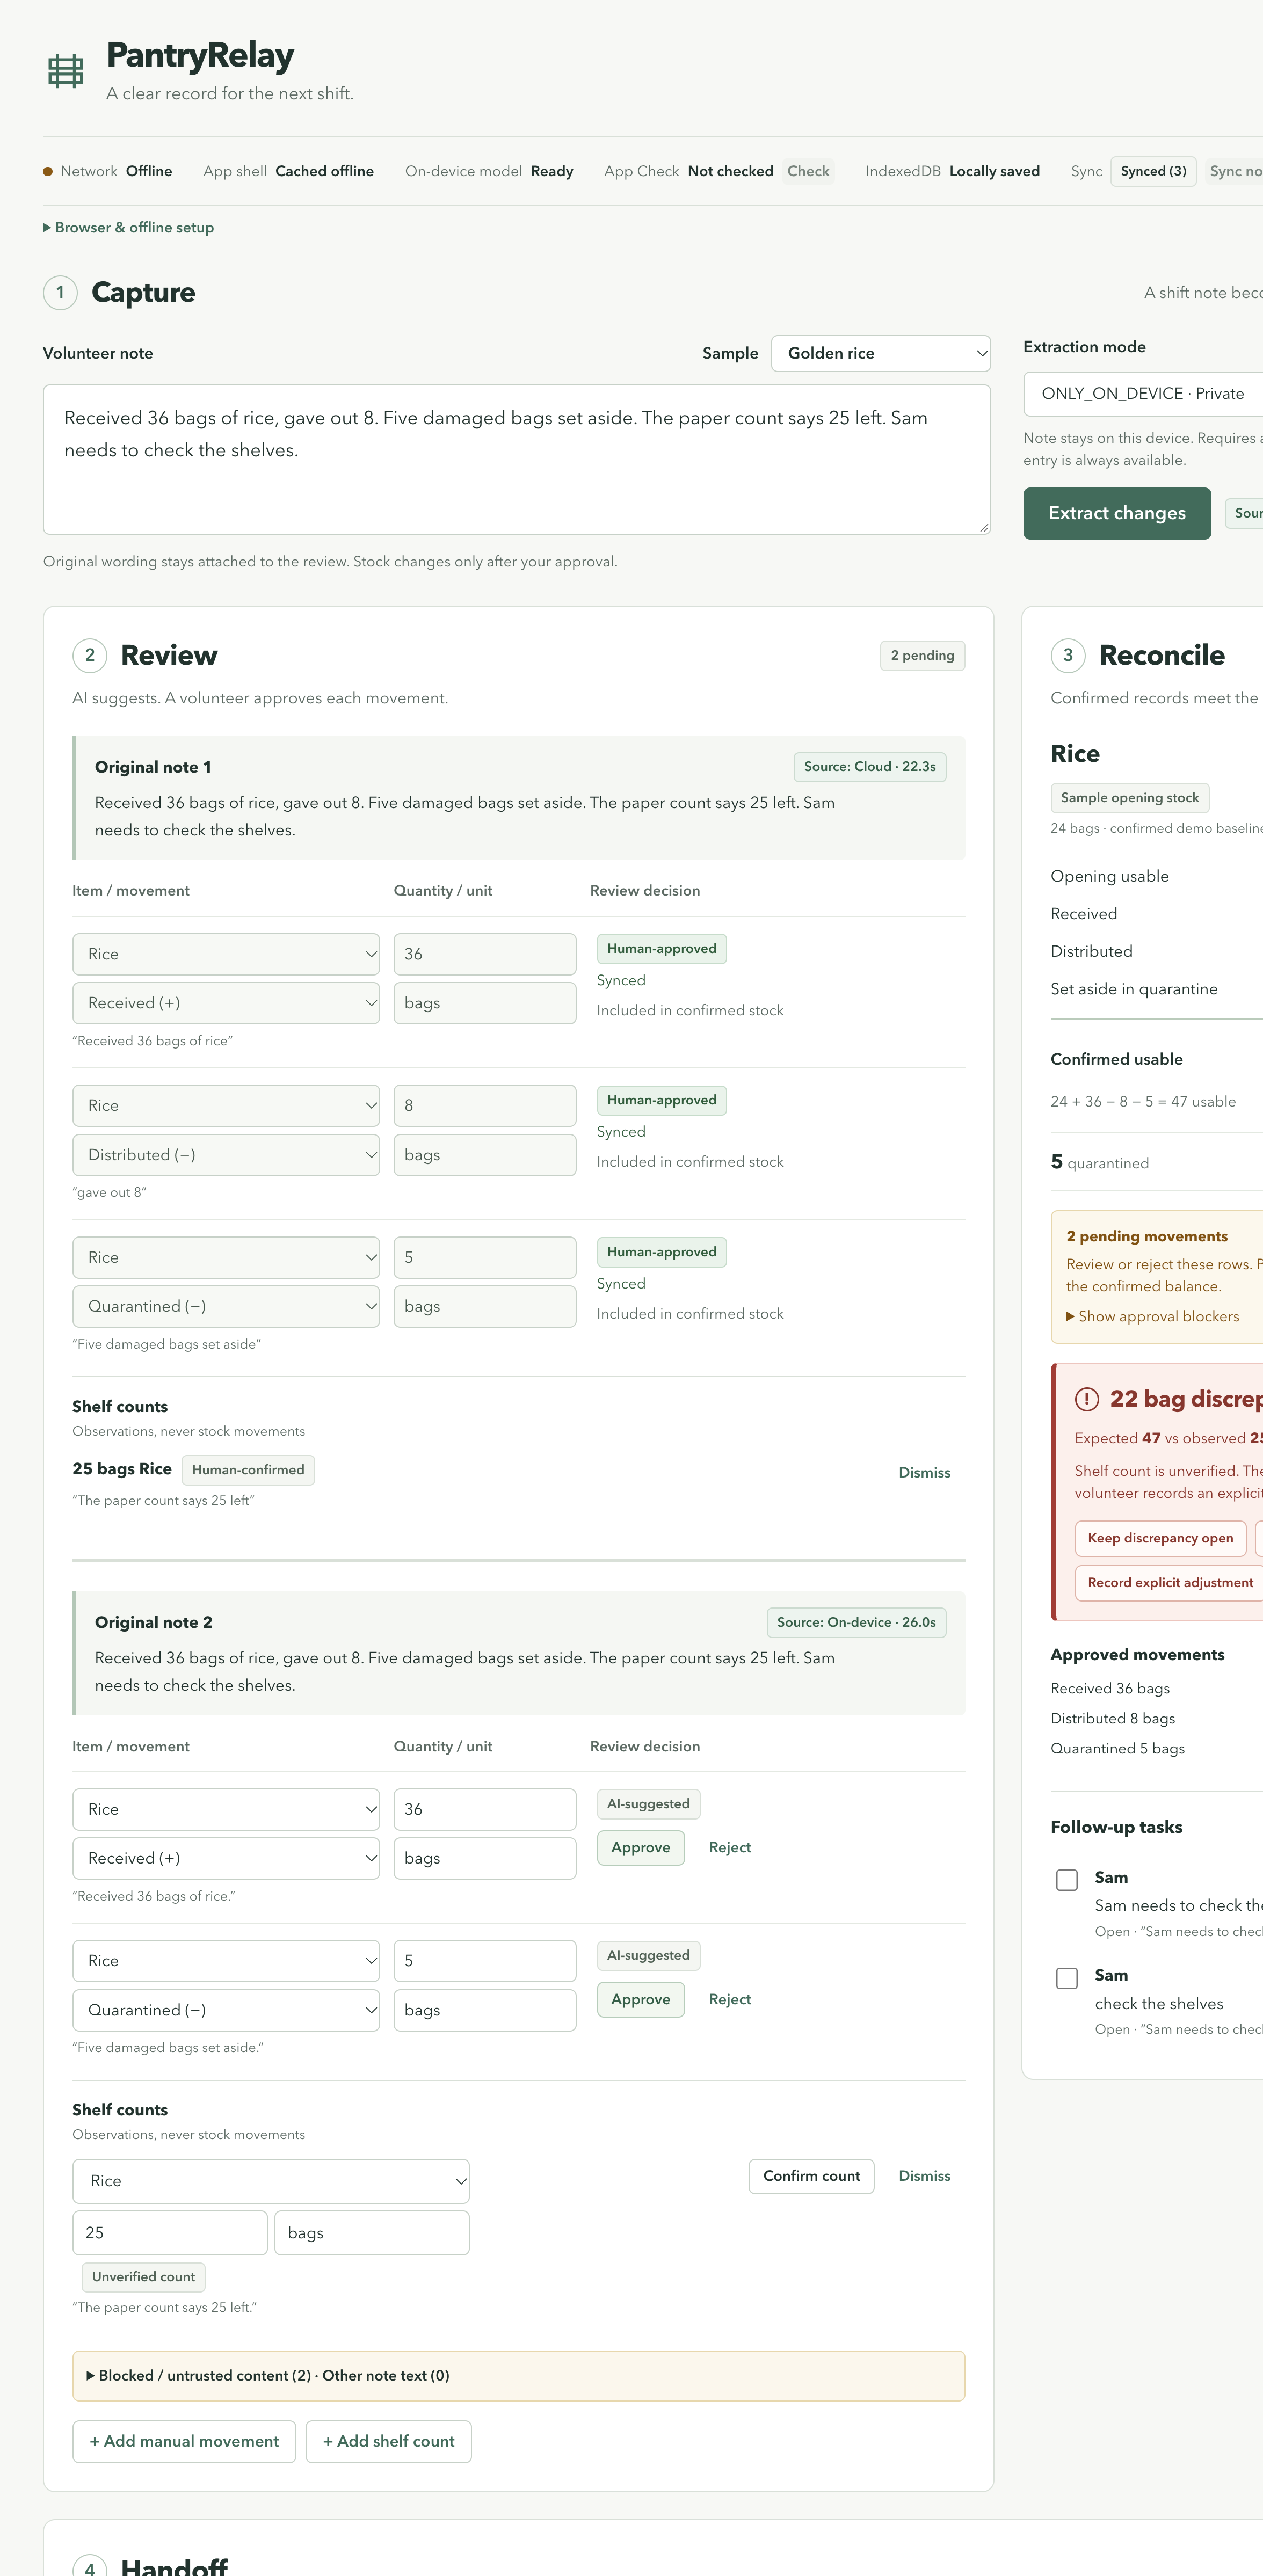 PantryRelay
A clear record for the next shift.
Network Offline App shell Cached offline On-device model Ready App Check Not checked Check IndexedDB Locally saved Sync Synced (3) Sync no
Browser & offline setup
1 Capture
A shift note beco
Volunteer note
Sample Golden rice
Received 36 bags of rice, gave out 8. Five damaged bags set aside. The paper count says 25 left. Sam
needs to check the shelves.
Original wording stays attached to the review. Stock changes only after your approval.
Extraction mode
ONLY_ON_DEVICE · Private
Note stays on this device. Requires a
entry is always available.
Extract changes
Sour
2 Review
2 pending
AI suggests. A volunteer approves each movement.
Original note 1
Source: Cloud · 22.3s
Received 36 bags of rice, gave out 8. Five damaged bags set aside. The paper count says 25 left. Sam
needs to check the shelves.
Item / movement Quantity / unit Review decision
Rice 36 Human-approved
Synced
Received (+) bags Included in confirmed stock
“Received 36 bags of rice”
Rice 8 Human-approved
Synced
Distributed (−) bags Included in confirmed stock
“gave out 8”
Rice 5 Human-approved
Synced
Quarantined (−) bags Included in confirmed stock
“Five damaged bags set aside”
Shelf counts
Observations, never stock movements
25 bags Rice Human-confirmed Dismiss
“The paper count says 25 left”
Original note 2
Source: On-device · 26.0s
Received 36 bags of rice, gave out 8. Five damaged bags set aside. The paper count says 25 left. Sam
needs to check the shelves.
Item / movement Quantity / unit Review decision
Rice 36 AI-suggested
Received (+) bags Approve Reject
“Received 36 bags of rice.”
Rice 5 AI-suggested
Quarantined (−) bags Approve Reject
“Five damaged bags set aside.”
Shelf counts
Observations, never stock movements
Rice Confirm count Dismiss
25 bags
Unverified count
“The paper count says 25 left.”
Blocked / untrusted content (2) · Other note text (0)
+ Add manual movement + Add shelf count
3 Reconcile
Confirmed records meet the
Rice
Sample opening stock
24 bags · confirmed demo baseline
Opening usable
Received
Distributed
Set aside in quarantine
Confirmed usable
24 + 36 − 8 − 5 = 47 usable
5 quarantined
2 pending movements
Review or reject these rows. P
the confirmed balance.
Show approval blockers
22 bag discrep
Expected 47 vs observed 25
Shelf count is unverified. The
volunteer records an explicit
Keep discrepancy open
Record explicit adjustment
Approved movements
Received 36 bags
Distributed 8 bags
Quarantined 5 bags
Follow-up tasks
Sam
Sam needs to check the
Open · “Sam needs to chec
Sam
check the shelves
Open · “Sam needs to chec
4 Handoff